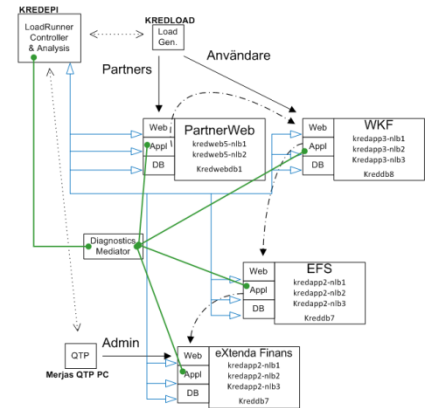 KREDEPI
LoadRunner
Controller
& Analysis
KREDLOAD
Load
Gen.
Partners
Användare
Web
Appl
DB
PartnerWeb
kredweb5-nlb1
kredweb5-nlb2
Kredwebdb1
Web
Appl
DB
WKF
kredapp3-nlb1
kredapp3-nlb2
kredapp3-nlb3
Kreddb8
Diagnostics
Mediator
Web
Appl
DB
EFS
kredapp2-nlb1
kredapp2-nlb2
Kredapp2-nlb3
Kreddb7
QTP
Merjas QTP PC
Admin
Web
Appl
DB
eXtenda Finans
kredapp2-nlb1
kredapp2-nlb2
Kredapp2-nlb3
Kreddb7